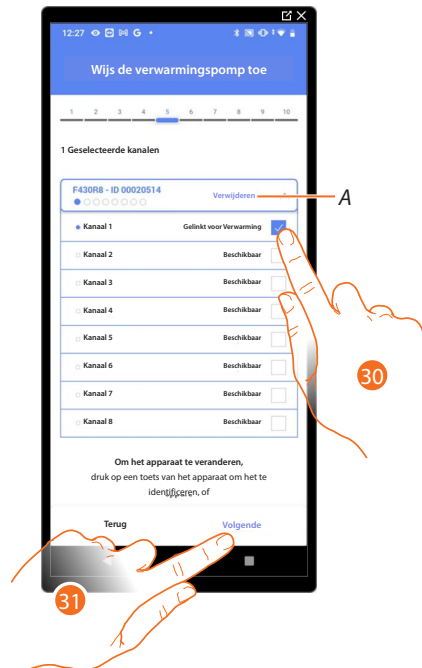 12:27
Wijs de verwarmingspomp toe
1 2 3 4 5 6 7 8 9 10
1 Geselecteerde kanalen
F430R8 - ID 00020514
Verwijderen
A
Kanaal 1 Gelinkt voor Verwarming
Kanaal 2 Beschikbaar
Kanaal 3 Beschikbaar
Kanaal 4 Beschikbaar
Kanaal 5 Beschikbaar
Kanaal 6 Beschikbaar
Kanaal 7 Beschikbaar
Kanaal 8 Beschikbaar
30
Om het apparaat te veranderen,
druk op een toets van het apparaat om het te
identificeren, of
Terug Volgende
31